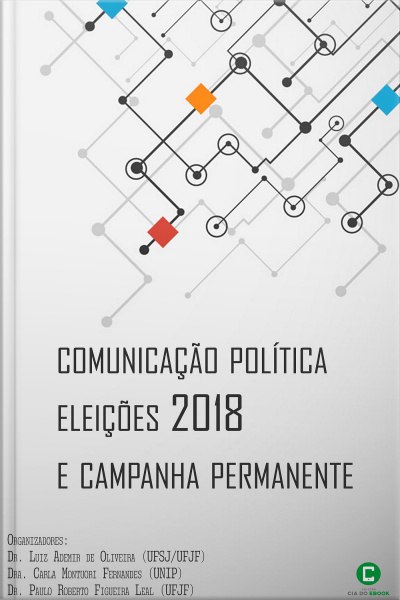 COMUNICAÇÃO POLÍTICA
ELEIÇÕES 2018
E CAMPANHA PERMANENTE
Organizadores:
Dr. Luiz Ademir de Oliveira (UFSJ/UFJF)
Dra. Carla Montuori Fernandes (UNIP)
Dr. Paulo Roberto Figueira Leal (UFJF)
C
CIA DO EBOOK